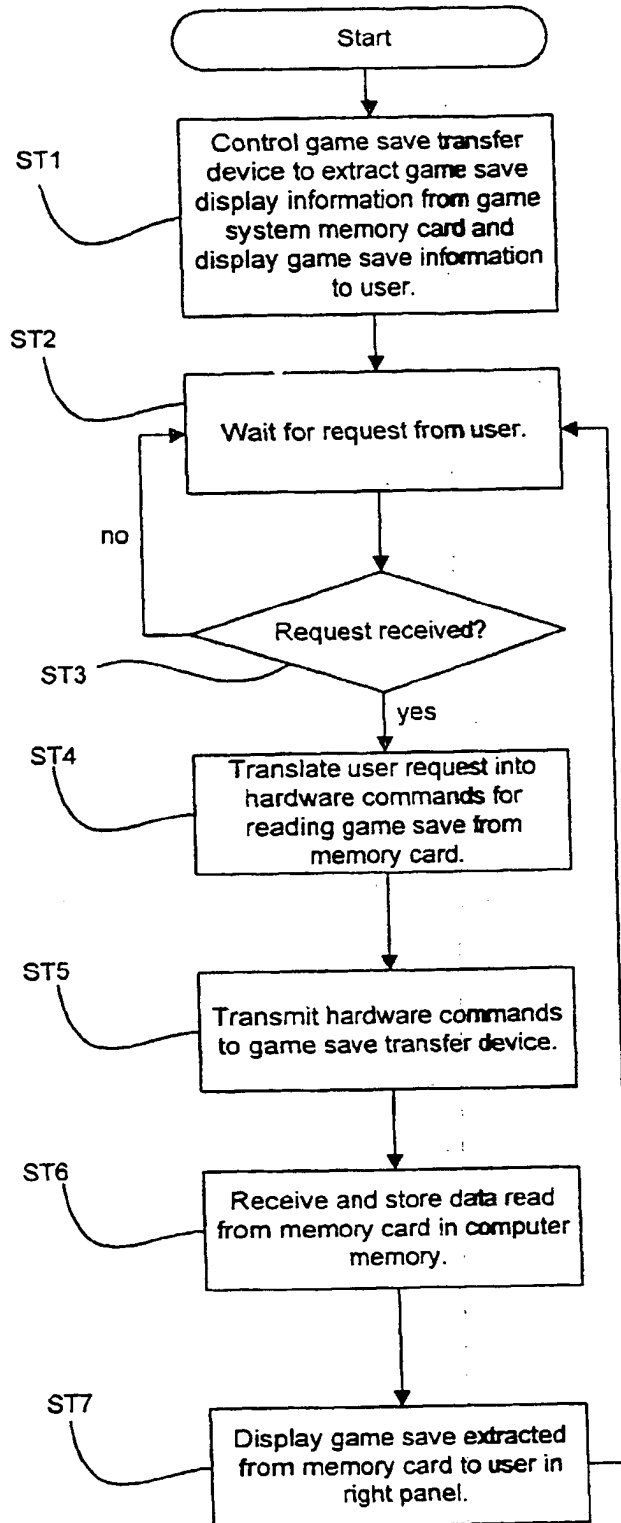 Start
ST1
Control game save transfer
device to extract game save
display information from game
system memory card and
display game save information
to user.
ST2
Wait for request from user.
no
Request received?
ST3
yes
ST4
Translate user request into
hardware commands for
reading game save from
memory card.
ST5
Transmit hardware commands
to game save transfer device.
ST6
Receive and store data read
from memory card in computer
memory.
ST7
Display game save extracted
from memory card to user in
right panel.